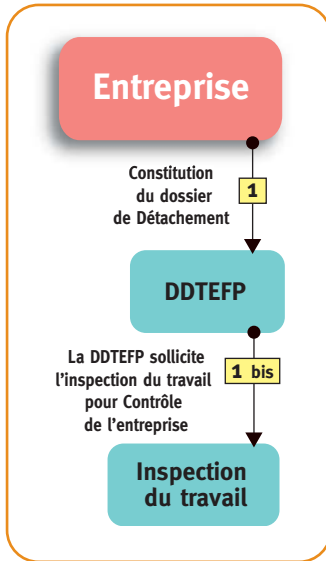 Entreprise
Constitution
du dossier
de Détachement
1
DDTEFP
La DDTEFP sollicite
l'inspection du travail
pour Contrôle
de l'entreprise
1 bis
Inspection
du travail